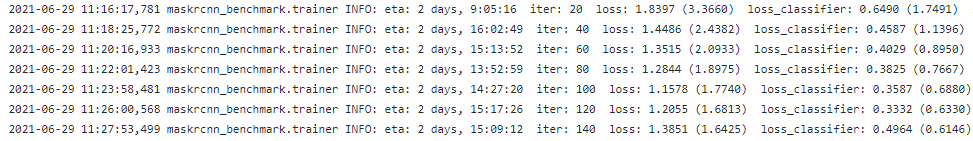 2021-06-29 11:16:17,781 maskrcnn_benchmark.trainer INFO: eta: 2 days, 9:05:16 iter: 20 loss: 1.8397 (3.3660) loss_classifier: 0.6490 (1.7491)
2021-06-29 11:18:25,772 maskrcnn_benchmark.trainer INFO: eta: 2 days, 16:02:49 iter: 40 loss: 1.4486 (2.4382) loss_classifier: 0.4587 (1.1396)
2021-06-29 11:20:16,933 maskrcnn_benchmark.trainer INFO: eta: 2 days, 15:13:52 iter: 60 loss: 1.3515 (2.0933) loss_classifier: 0.4029 (0.8950)
2021-06-29 11:22:01,423 maskrcnn_benchmark.trainer INFO: eta: 2 days, 13:52:59 iter: 80 loss: 1.2844 (1.8975) loss_classifier: 0.3825 (0.7667)
2021-06-29 11:23:58,481 maskrcnn_benchmark.trainer INFO: eta: 2 days, 14:27:20 iter: 100 loss: 1.1578 (1.7740) loss_classifier: 0.3587 (0.6880)
2021-06-29 11:26:00,568 maskrcnn_benchmark.trainer INFO: eta: 2 days, 15:17:26 iter: 120 loss: 1.2055 (1.6813) loss_classifier: 0.3332 (0.6330)
2021-06-29 11:27:53,499 maskrcnn_benchmark.trainer INFO: eta: 2 days, 15:09:12 iter: 140 loss: 1.3851 (1.6425) loss_classifier: 0.4964 (0.6146)